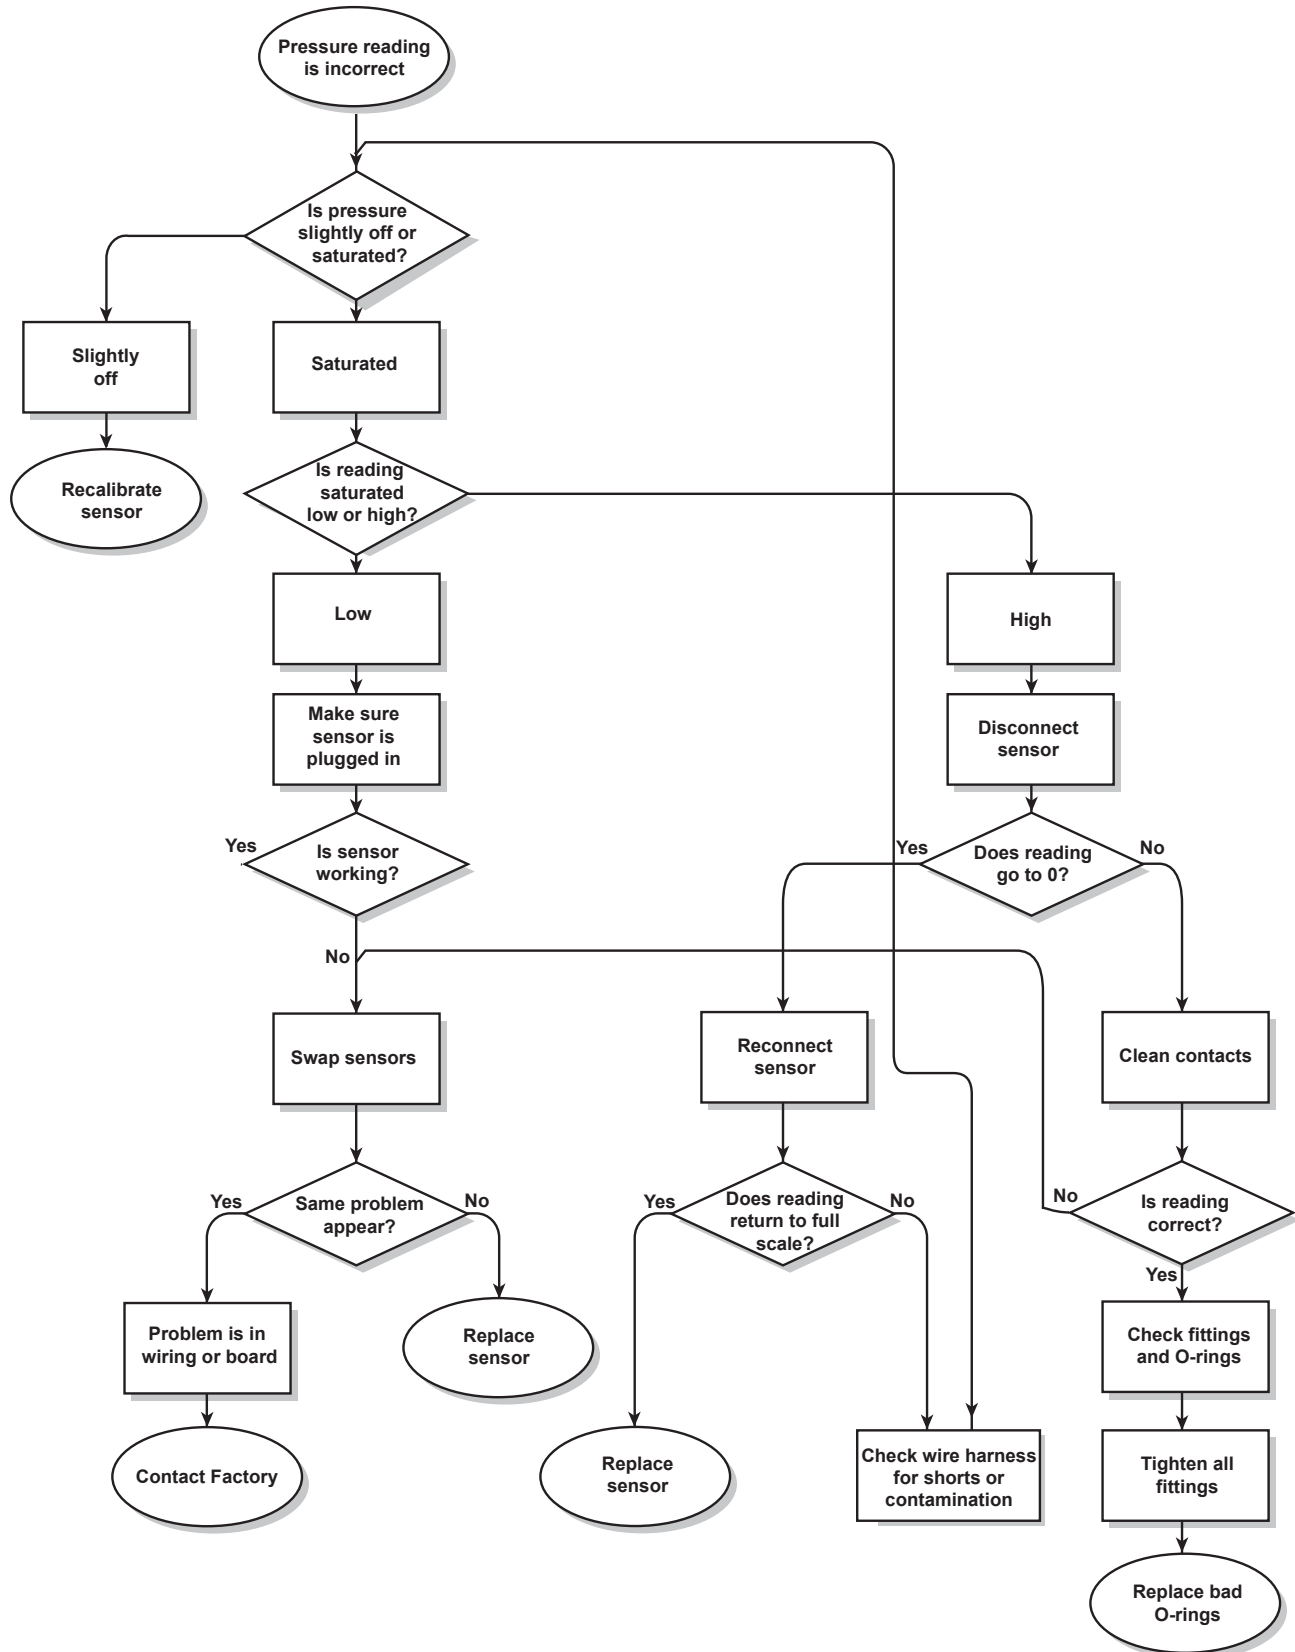 Pressure reading
is incorrect
Is pressure
slightly off or
saturated?
Slightly
off
Saturated
Recalibrate
sensor
Is reading
saturated
low or high?
Low
High
Make sure
sensor is
plugged in
Disconnect
sensor
Yes
Is sensor
working?
Yes
Does reading
go to 0?
No
No
Swap sensors
Reconnect
sensor
Clean contacts
Yes
Same problem
appear?
No
Yes
Does reading
return to full
scale?
No
No
Is reading
correct?
Yes
Problem is in
wiring or board
Replace
sensor
Check fittings
and O-rings
Contact Factory
Replace
sensor
Check wire harness
for shorts or
contamination
Tighten all
fittings
Replace bad
O-rings